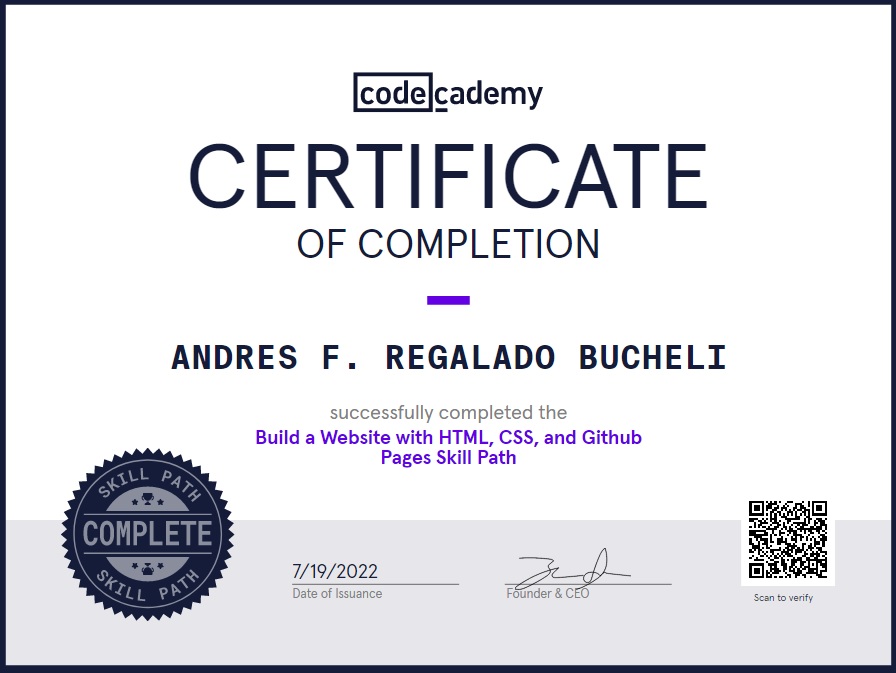 codecademy
CERTIFICATE
OF COMPLETION
ANDRES F. REGALADO BUCHELI
successfully completed the
Build a Website with HTML, CSS, and Github
Pages Skill Path
SKILL PATH
COMPLETE
SKILL PATH
7/19/2022
Date of Issuance
Founder & CEO
Scan to verify